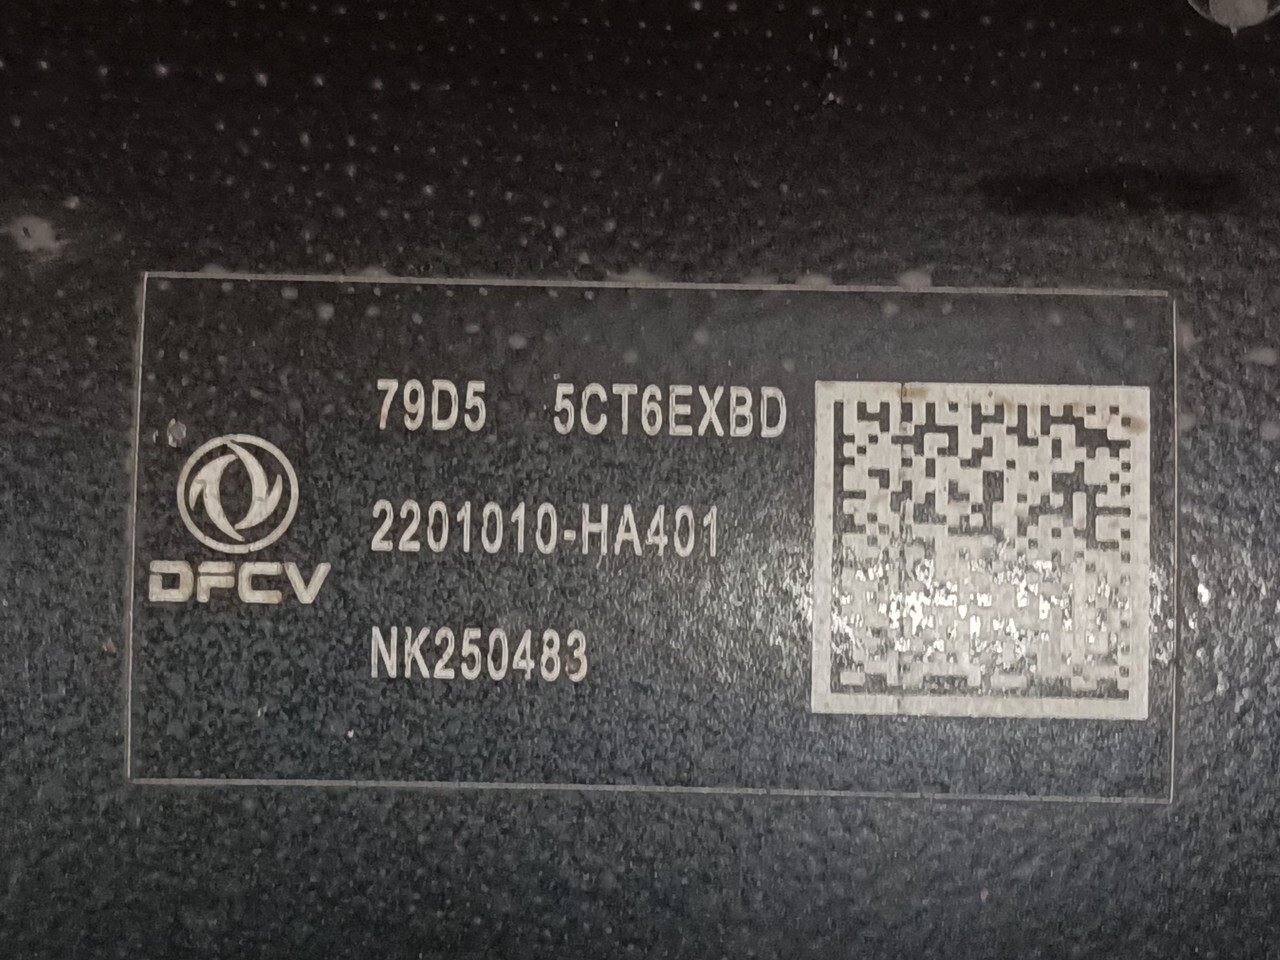 79D5 5CT6EXBD
2201010-HA401
DFCV
NK250483